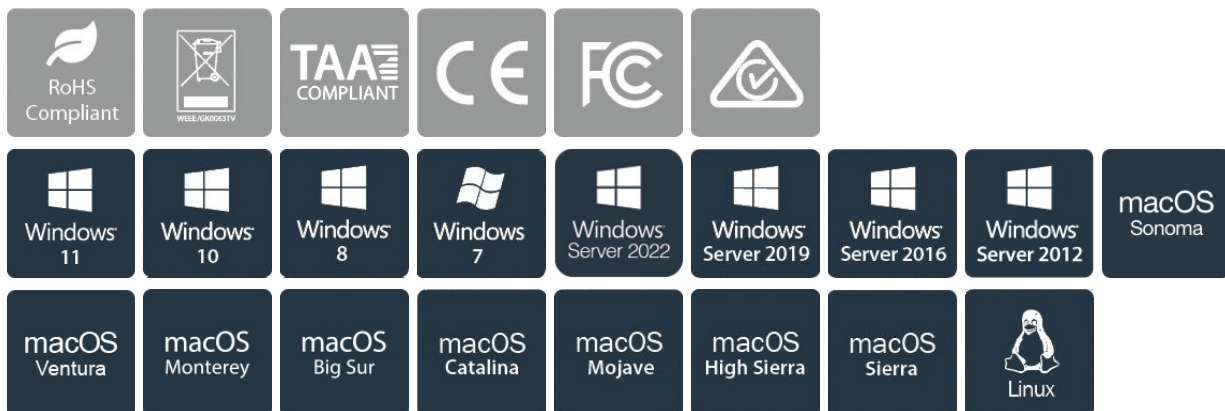 RoHS
Compliant
WEEE/GK0063TV
TAA
COMPLIANT
CE
FC
Windows
11
Windows
10
Windows
8
Windows
7
Windows
Server 2022
Windows
Server 2019
Windows
Server 2016
Windows
Server 2012
macOS
Sonoma
macOS
Ventura
macOS
Monterey
macOS
Big Sur
macOS
Catalina
macOS
Mojave
macOS
High Sierra
macOS
Sierra
Linux